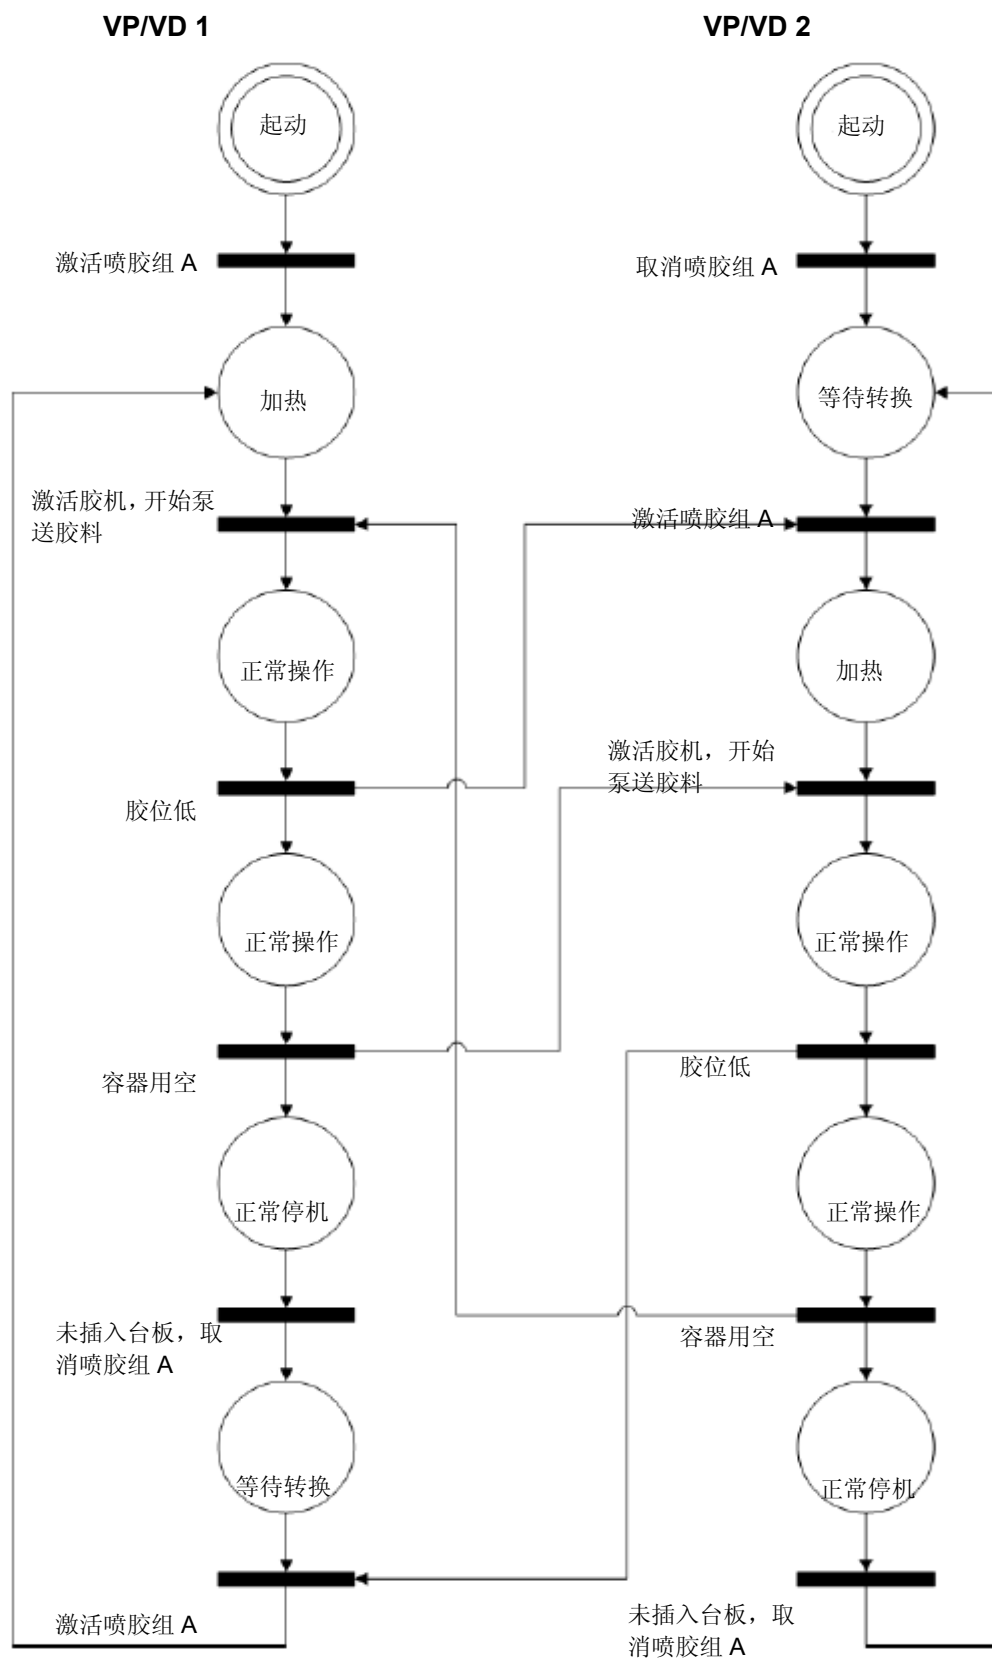 VP/VD 1
VP/VD 2
起动
起动
激活喷胶组 A
取消喷胶组 A
加热
等待转换
激活胶机，开始泵
送胶料
激活喷胶组 A
正常操作
加热
激活胶机，开始
泵送胶料
胶位低
正常操作
正常操作
胶位低
容器用空
正常停机
正常操作
未插入台板，取
消喷胶组 A
容器用空
等待转换
正常停机
激活喷胶组 A
未插入台板，取
消喷胶组 A